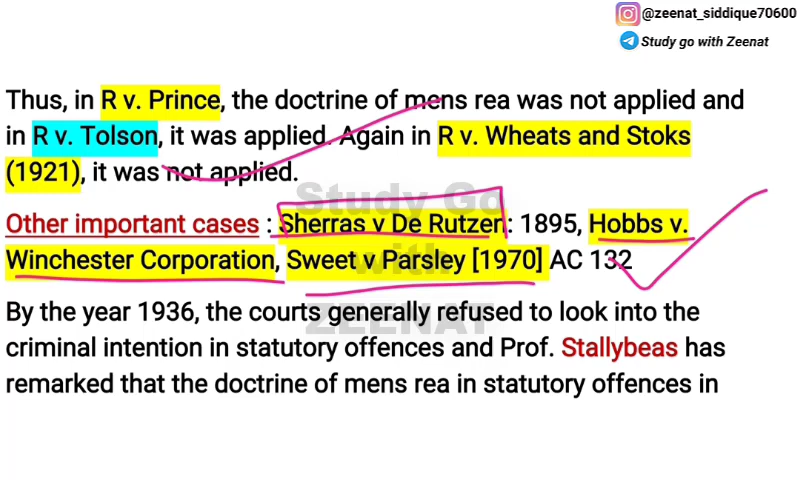 @zeenat_siddique70600
Study go with Zeenat
Thus, in R v. Prince, the doctrine of mens rea was not applied and
in R v. Tolson, it was applied. Again in R v. Wheats and Stoks
(1921), it was not applied.
Study Go
Other important cases : Sherras v De Rutzen: 1895, Hobbs v.
with
Winchester Corporation, Sweet v Parsley [1970] AC 132
ZEENAT
By the year 1936, the courts generally refused to look into the
criminal intention in statutory offences and Prof. Stallybeas has
remarked that the doctrine of mens rea in statutory offences in